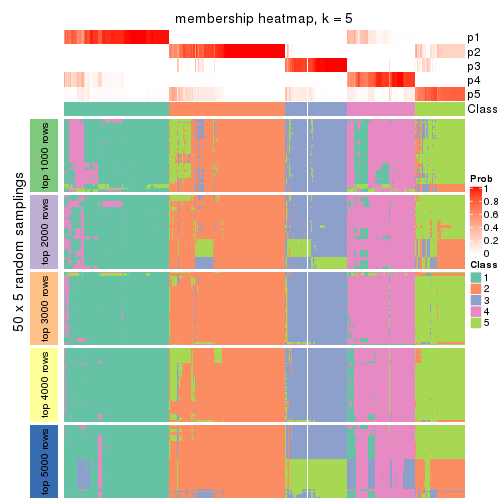 membership heatmap, k = 5
p1
p2
p3
p4
p5
Class
50 x 5 random samplings
top 1000 rows
top 2000 rows
top 3000 rows
top 4000 rows
top 5000 rows
Prob
1
0.8
0.6
0.4
0.2
0
Class
1
2
3
4
5